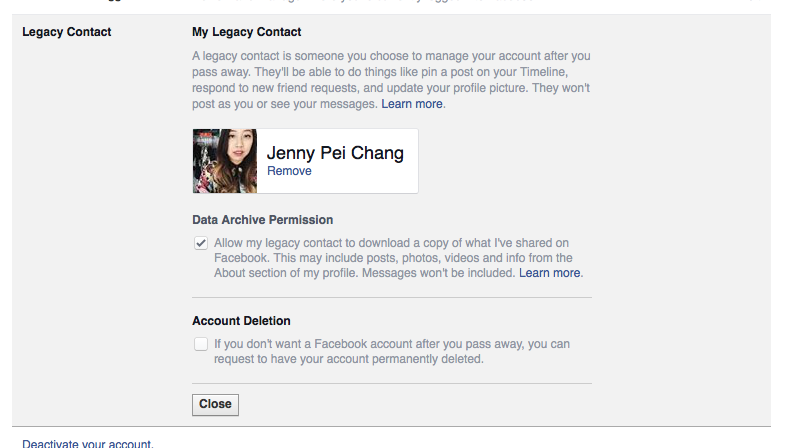 Legacy Contact
My Legacy Contact
A legacy contact is someone you choose to manage your account after you
pass away. They'll be able to do things like pin a post on your Timeline,
respond to new friend requests, and update your profile picture. They won't
post as you or see your messages. Learn more.
Jenny Pei Chang
Remove
Data Archive Permission
Allow my legacy contact to download a copy of what I've shared on
Facebook. This may include posts, photos, videos and info from the
About section of my profile. Messages won't be included. Learn more.
Account Deletion
If you don't want a Facebook account after you pass away, you can
request to have your account permanently deleted.
Close
Deactivate your account.